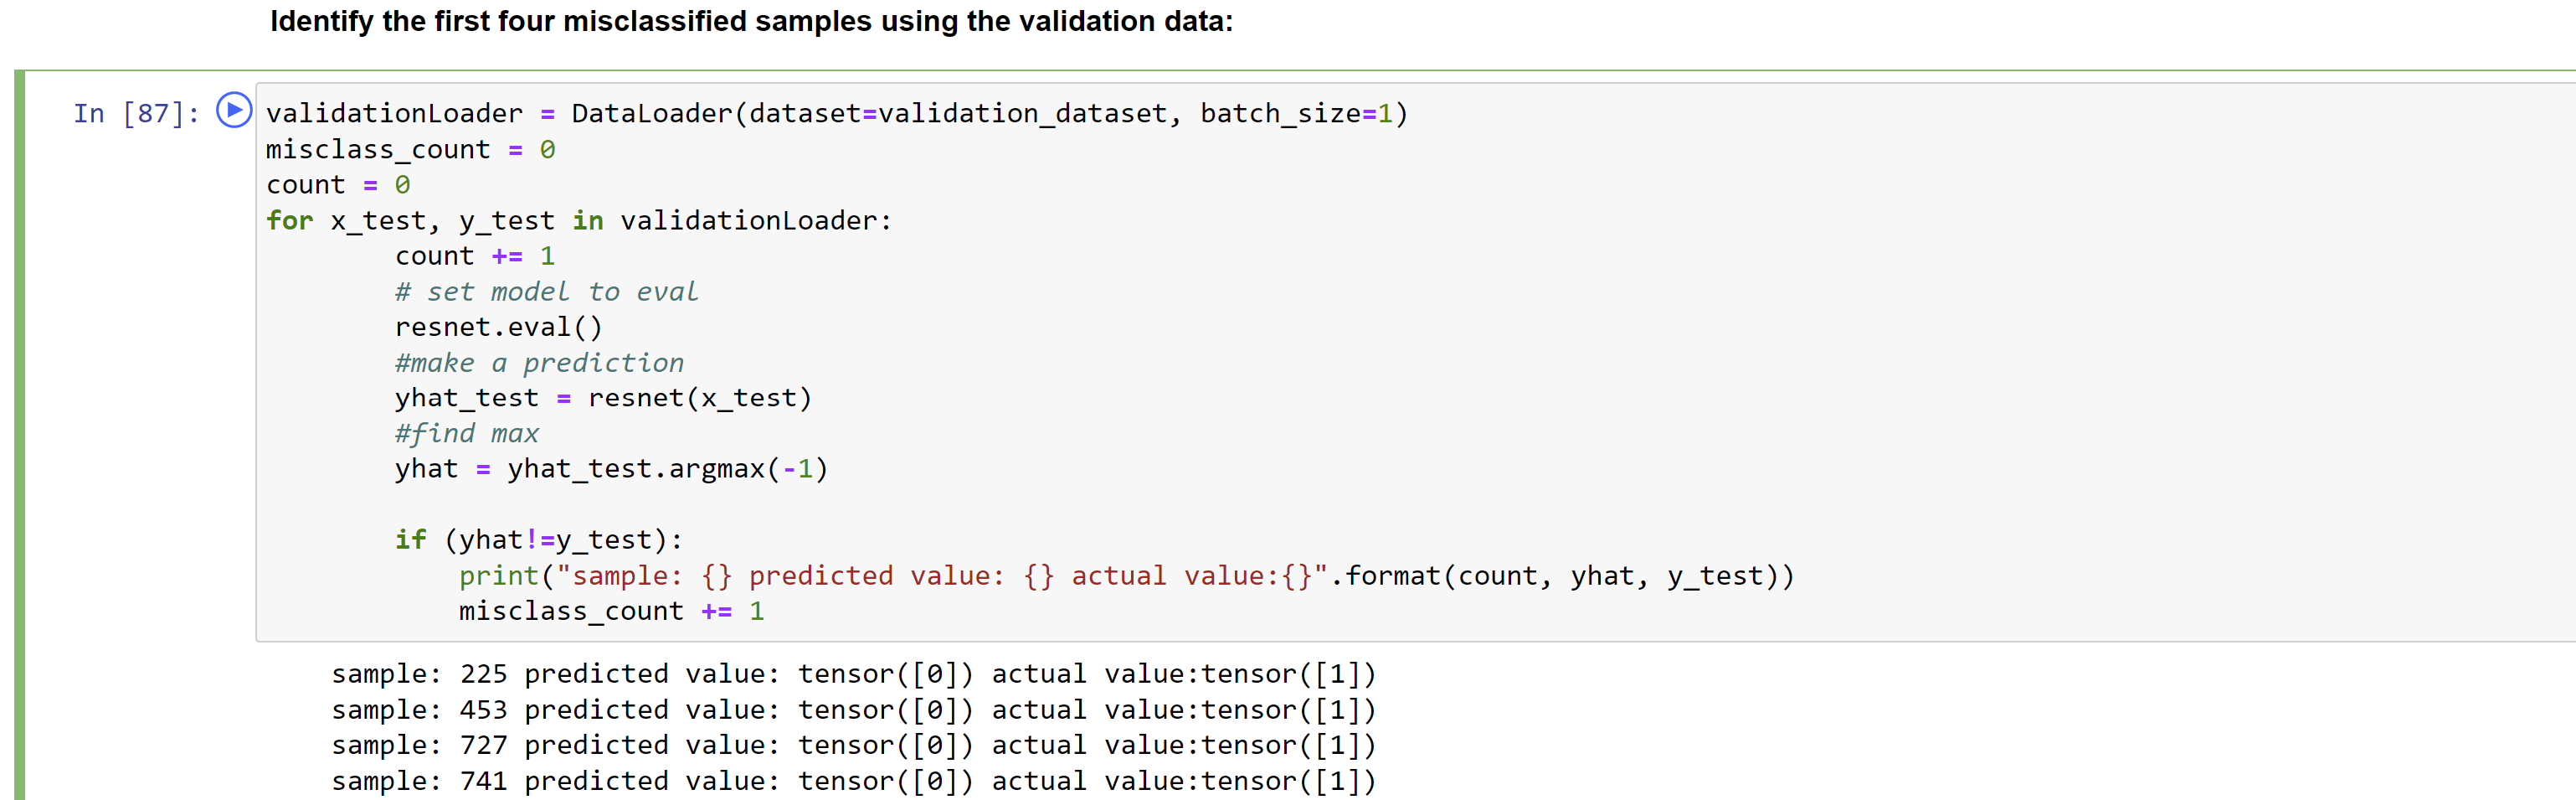 Identify the first four misclassified samples using the validation data:
In [87]:
validationLoader = DataLoader(dataset=validation_dataset, batch_size=1)
misclass_count = 0
count = 0
for x_test, y_test in validationLoader:
        count += 1
        # set model to eval
        resnet.eval()
        #make a prediction
        yhat_test = resnet(x_test)
        #find max
        yhat = yhat_test.argmax(-1)
        if (yhat!=y_test):
            print("sample: {} predicted value: {} actual value:{}".format(count, yhat, y_test))
            misclass_count += 1
sample: 225 predicted value: tensor([0]) actual value:tensor([1])
sample: 453 predicted value: tensor([0]) actual value:tensor([1])
sample: 727 predicted value: tensor([0]) actual value:tensor([1])
sample: 741 predicted value: tensor([0]) actual value:tensor([1])